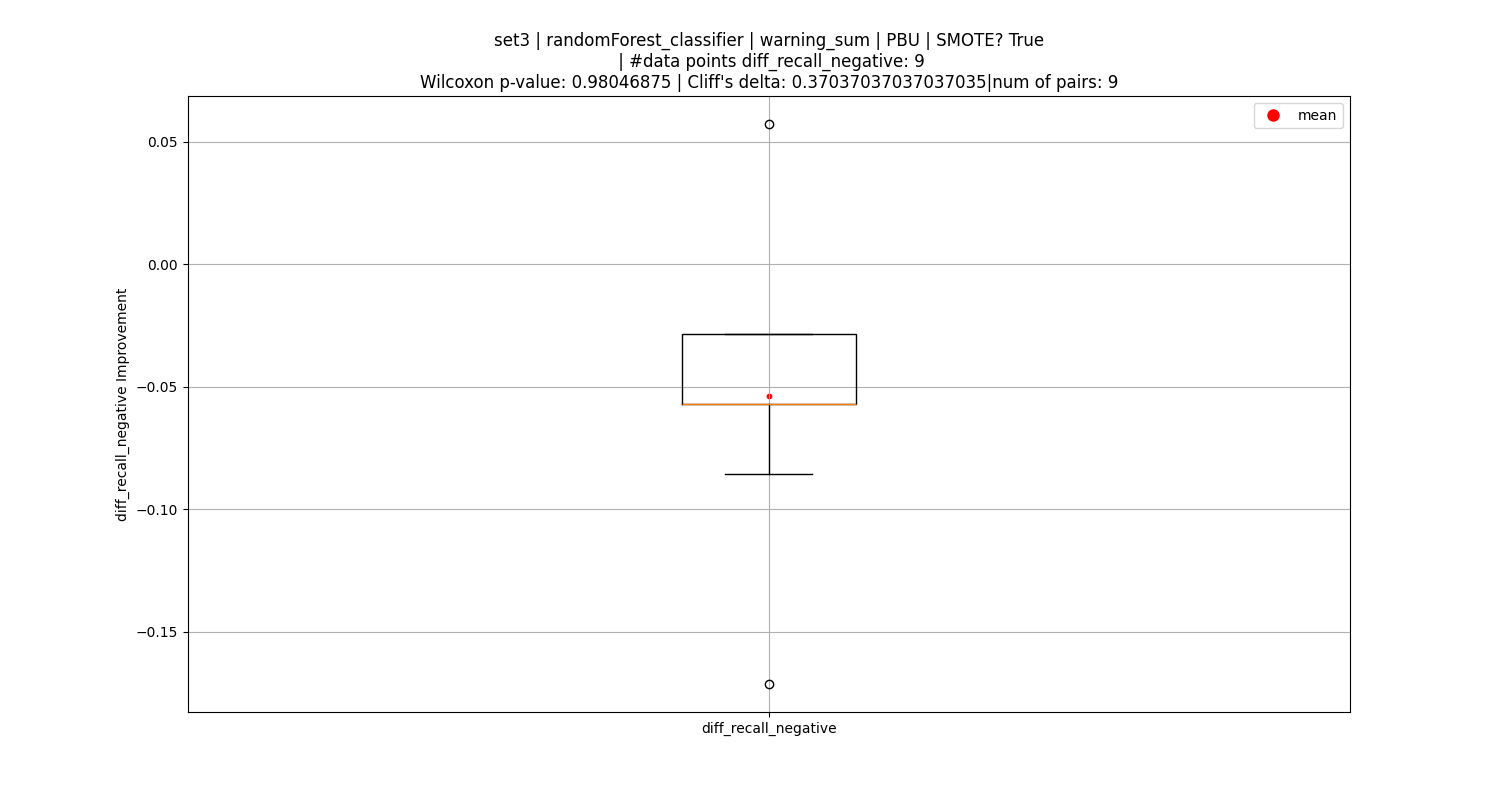 set3 | randomForest_classifier | warning_sum | PBU | SMOTE? True
| #data points diff_recall_negative: 9
Wilcoxon p-value: 0.98046875 | Cliff's delta: 0.37037037037037035|num of pairs: 9
mean
0.05
0.00
−0.05
−0.10
−0.15
diff_recall_negative Improvement
diff_recall_negative